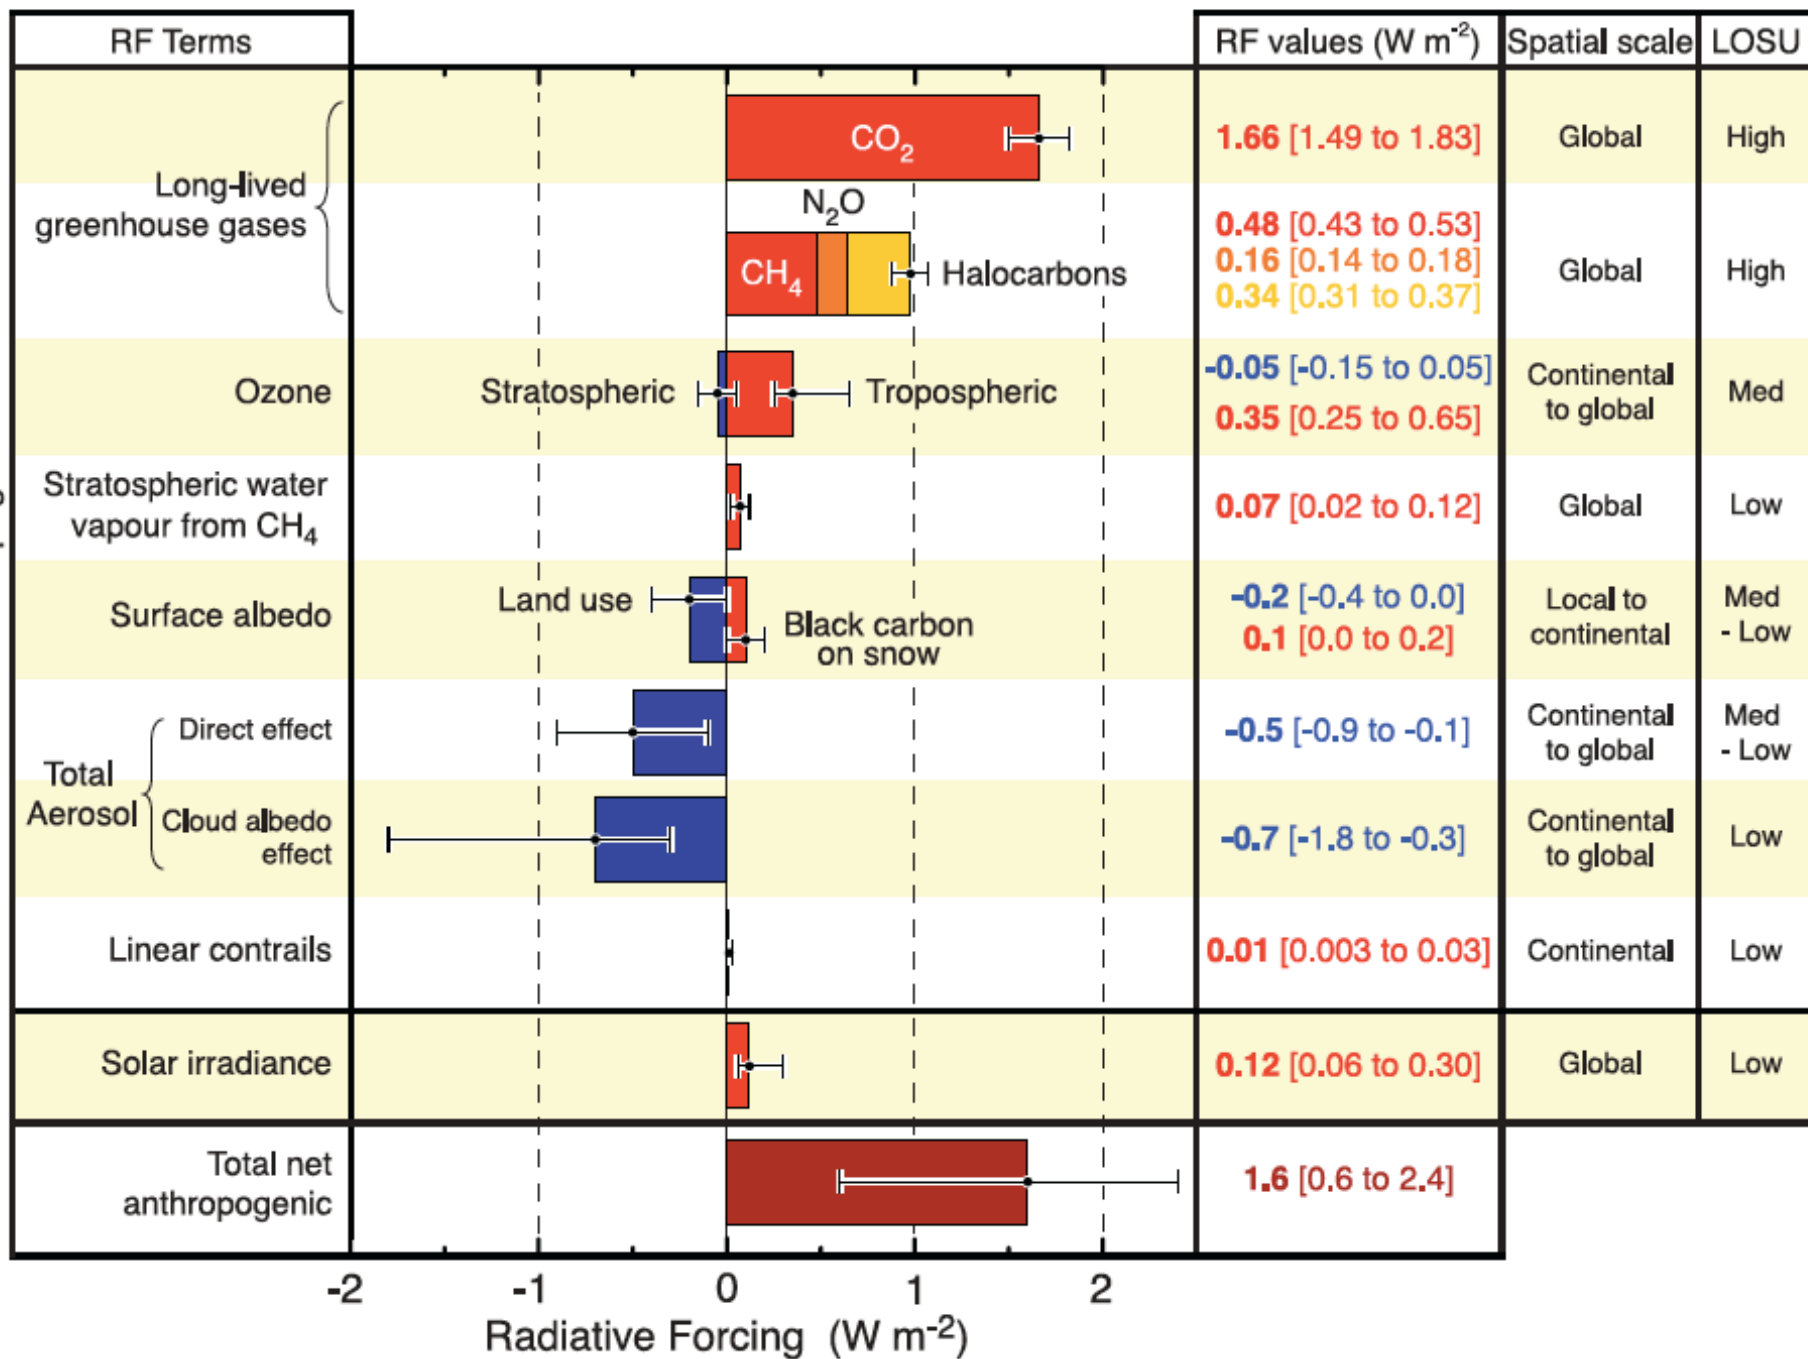 RF Terms
RF values (W m⁻²)
Spatial scale
LOSU
Long-lived
greenhouse gases
CO₂
1.66 [1.49 to 1.83]
Global
High
N₂O
CH₄
Halocarbons
0.48 [0.43 to 0.53]
0.16 [0.14 to 0.18]
0.34 [0.31 to 0.37]
Global
High
Ozone
Stratospheric
Tropospheric
-0.05 [-0.15 to 0.05]
0.35 [0.25 to 0.65]
Continental
to global
Med
Stratospheric water
vapour from CH₄
0.07 [0.02 to 0.12]
Global
Low
Surface albedo
Land use
Black carbon
on snow
-0.2 [-0.4 to 0.0]
0.1 [0.0 to 0.2]
Local to
continental
Med
- Low
Total
Aerosol
Direct effect
-0.5 [-0.9 to -0.1]
Continental
to global
Med
- Low
Cloud albedo
effect
-0.7 [-1.8 to -0.3]
Continental
to global
Low
Linear contrails
0.01 [0.003 to 0.03]
Continental
Low
Solar irradiance
0.12 [0.06 to 0.30]
Global
Low
Total net
anthropogenic
1.6 [0.6 to 2.4]
-2 -1 0 1 2
Radiative Forcing (W m⁻²)